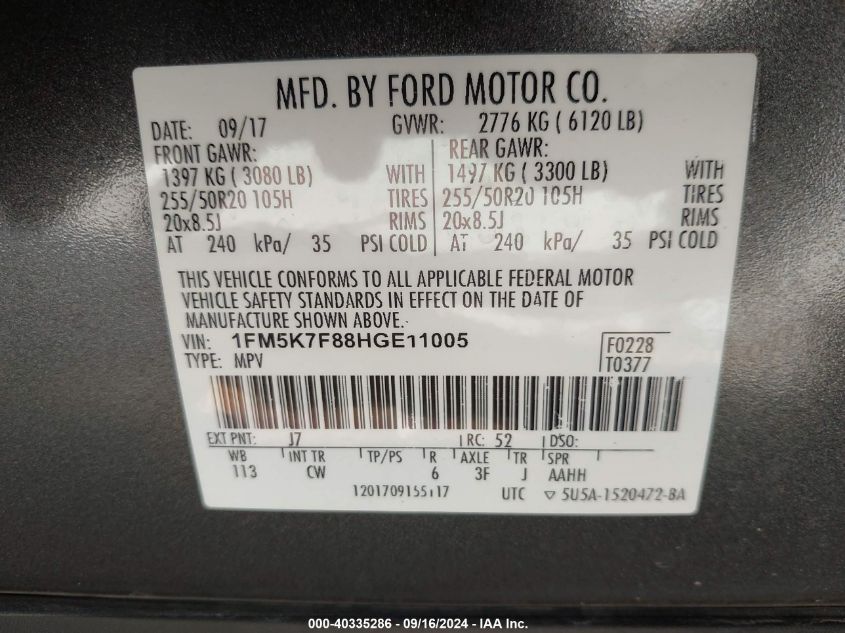 MFD. BY FORD MOTOR CO.
DATE: 09/17 GVWR: 2776 KG ( 6120 LB)
FRONT GAWR: REAR GAWR:
1397 KG ( 3080 LB) WITH 1497 KG ( 3300 LB) WITH
255/50R20 105H TIRES 255/50R20 105H TIRES
20x8.5J RIMS 20x8.5J RIMS
AT 240 kPa/ 35 PSI COLD AT 240 kPa/ 35 PSI COLD
THIS VEHICLE CONFORMS TO ALL APPLICABLE FEDERAL MOTOR
VEHICLE SAFETY STANDARDS IN EFFECT ON THE DATE OF
MANUFACTURE SHOWN ABOVE.
VIN: 1FM5K7F88HGE11005 F0228
TYPE: MPV T0377
EXT PNT: J7 RC: 52 DSO:
WB INT TR TP/PS R AXLE TR SPR
113 CW 6 3F J AAHH
1201709155117 UTC ▽ 5U5A-1520472-BA
000-40335286 - 09/16/2024 - IAA Inc.